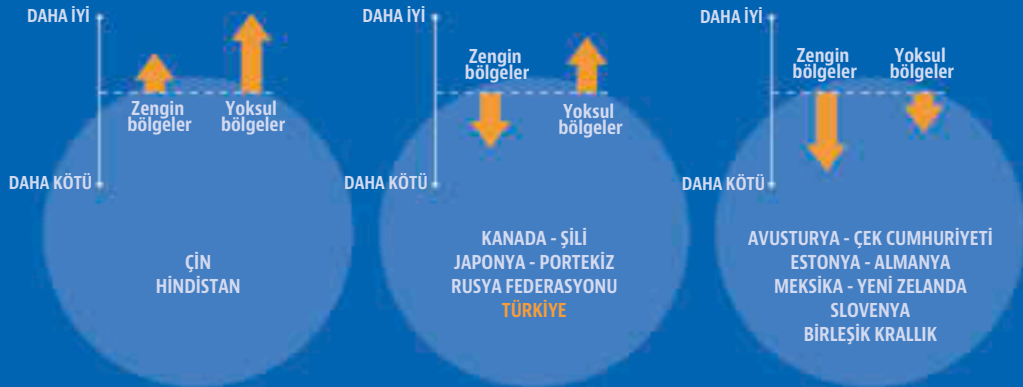 DAHA İYİ
Zengin
bölgeler
Yoksul
bölgeler
DAHA KÖTÜ
ÇİN
HİNDİSTAN
DAHA İYİ
Zengin
bölgeler
Yoksul
bölgeler
DAHA KÖTÜ
KANADA - ŞİLİ
JAPONYA - PORTEKİZ
RUSYA FEDERASYONU
TÜRKİYE
DAHA İYİ
Zengin
bölgeler
Yoksul
bölgeler
DAHA KÖTÜ
AVUSTURYA - ÇEK CUMHURİYETİ
ESTONYA - ALMANYA
MEKSİKA - YENİ ZELANDA
SLOVENYA
BİRLEŞİK KRALLIK